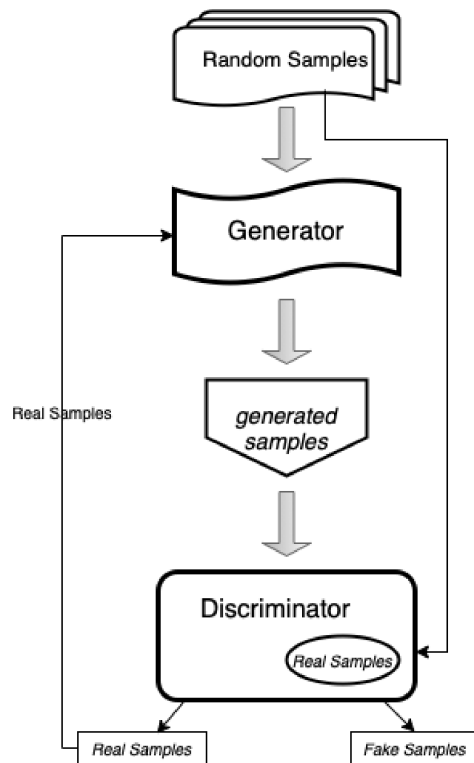 Random Samples
Generator
Real Samples
generated
samples
Discriminator
Real Samples
Real Samples
Fake Samples